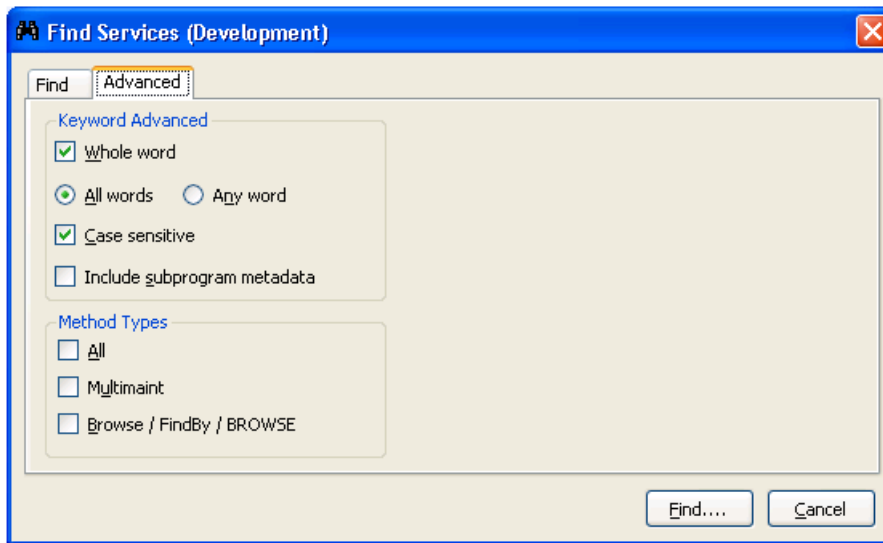 Find Services (Development)
Find Advanced
Keyword Advanced
Whole word
All words Any word
Case sensitive
Include subprogram metadata
Method Types
All
Multimaint
Browse / FindBy / BROWSE
Find.... Cancel